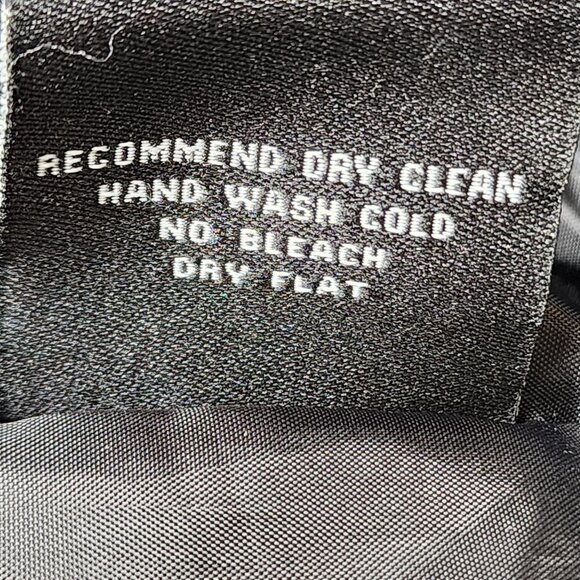 RECOMMEND DRY CLEAN
HAND WASH COLD
NO BLEACH
DRY FLAT